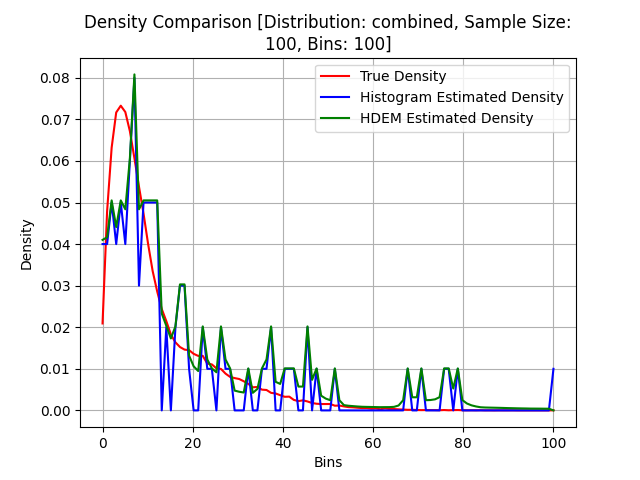 Density Comparison [Distribution: combined, Sample Size:
100, Bins: 100]
True Density
Histogram Estimated Density
HDEM Estimated Density
Density
0.08
0.07
0.06
0.05
0.04
0.03
0.02
0.01
0.00
0 20 40 60 80 100
Bins